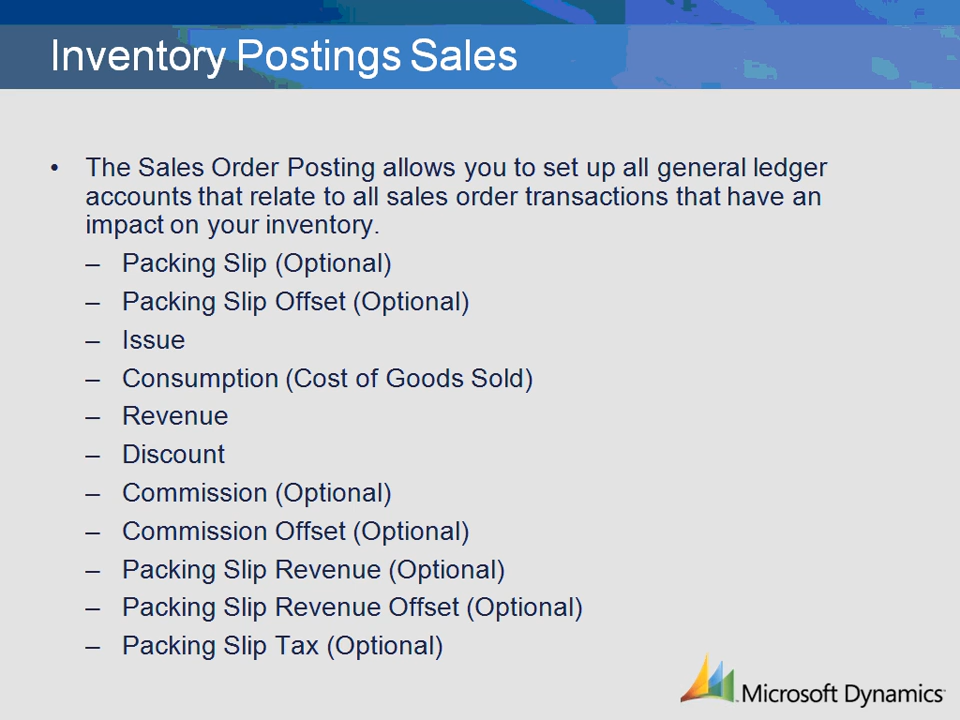 Inventory Postings Sales
• The Sales Order Posting allows you to set up all general ledger
accounts that relate to all sales order transactions that have an
impact on your inventory.
– Packing Slip (Optional)
– Packing Slip Offset (Optional)
– Issue
– Consumption (Cost of Goods Sold)
– Revenue
– Discount
– Commission (Optional)
– Commission Offset (Optional)
– Packing Slip Revenue (Optional)
– Packing Slip Revenue Offset (Optional)
– Packing Slip Tax (Optional)
Microsoft Dynamics